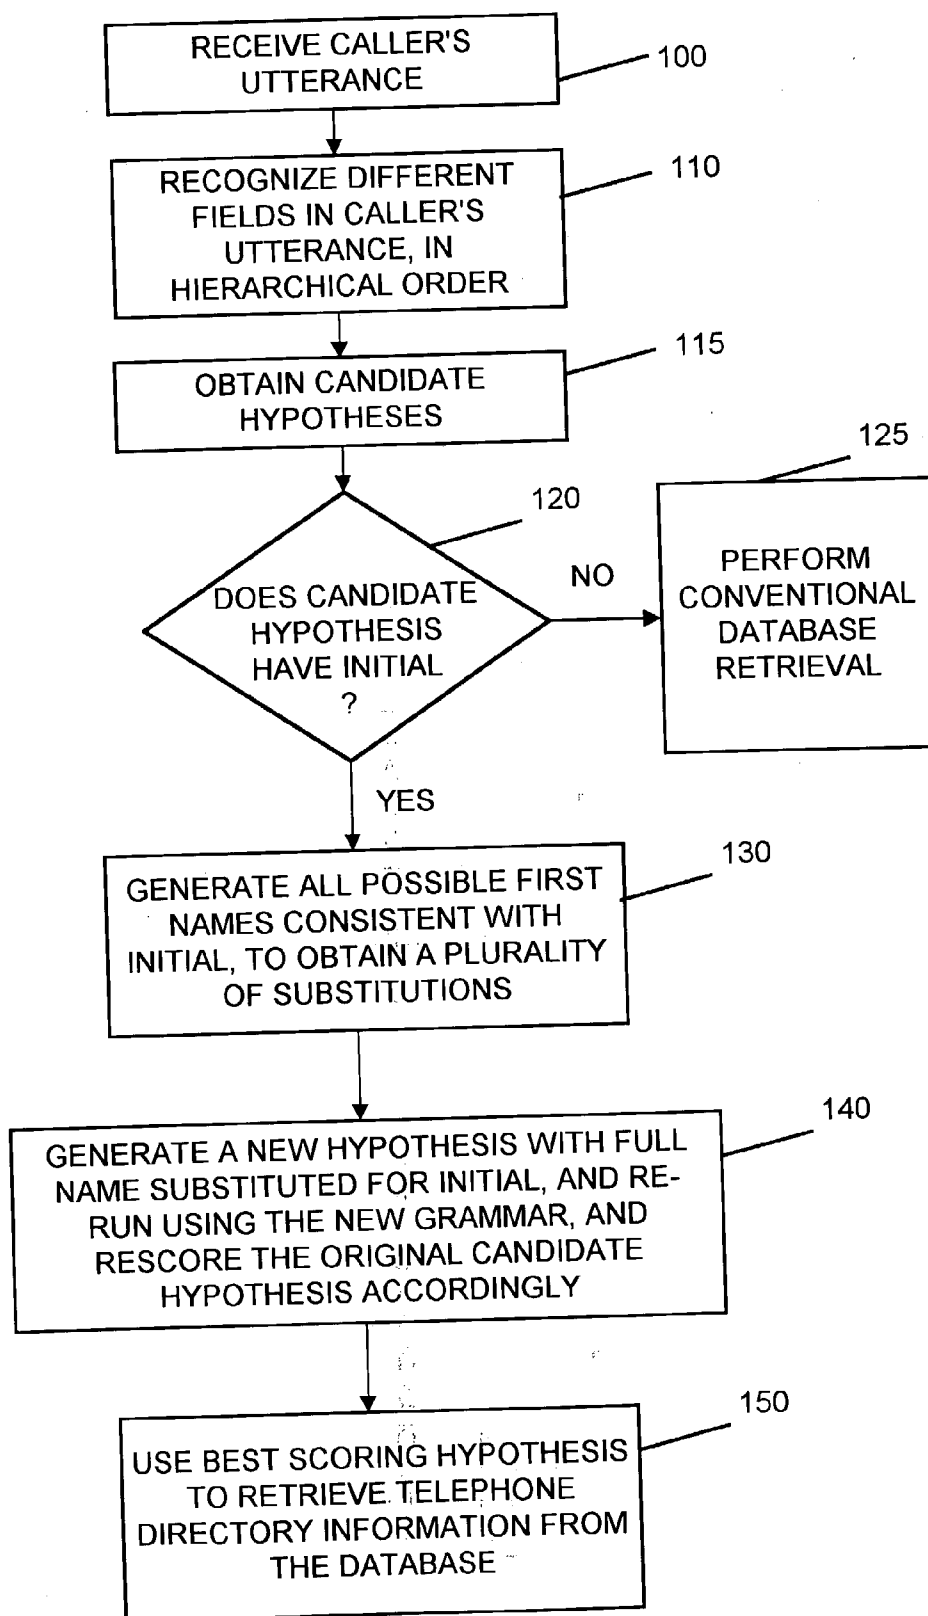 RECEIVE CALLER'S
UTTERANCE
100
RECOGNIZE DIFFERENT
FIELDS IN CALLER'S
UTTERANCE, IN
HIERARCHICAL ORDER
110
OBTAIN CANDIDATE
HYPOTHESES
115
DOES CANDIDATE
HYPOTHESIS
HAVE INITIAL
?
120
NO
PERFORM
CONVENTIONAL
DATABASE
RETRIEVAL
125
YES
GENERATE ALL POSSIBLE FIRST
NAMES CONSISTENT WITH
INITIAL, TO OBTAIN A PLURALITY
OF SUBSTITUTIONS
130
GENERATE A NEW HYPOTHESIS WITH FULL
NAME SUBSTITUTED FOR INITIAL, AND RE-
RUN USING THE NEW GRAMMAR, AND
RESCORE THE ORIGINAL CANDIDATE
HYPOTHESIS ACCORDINGLY
140
USE BEST SCORING HYPOTHESIS
TO RETRIEVE TELEPHONE
DIRECTORY INFORMATION FROM
THE DATABASE
150